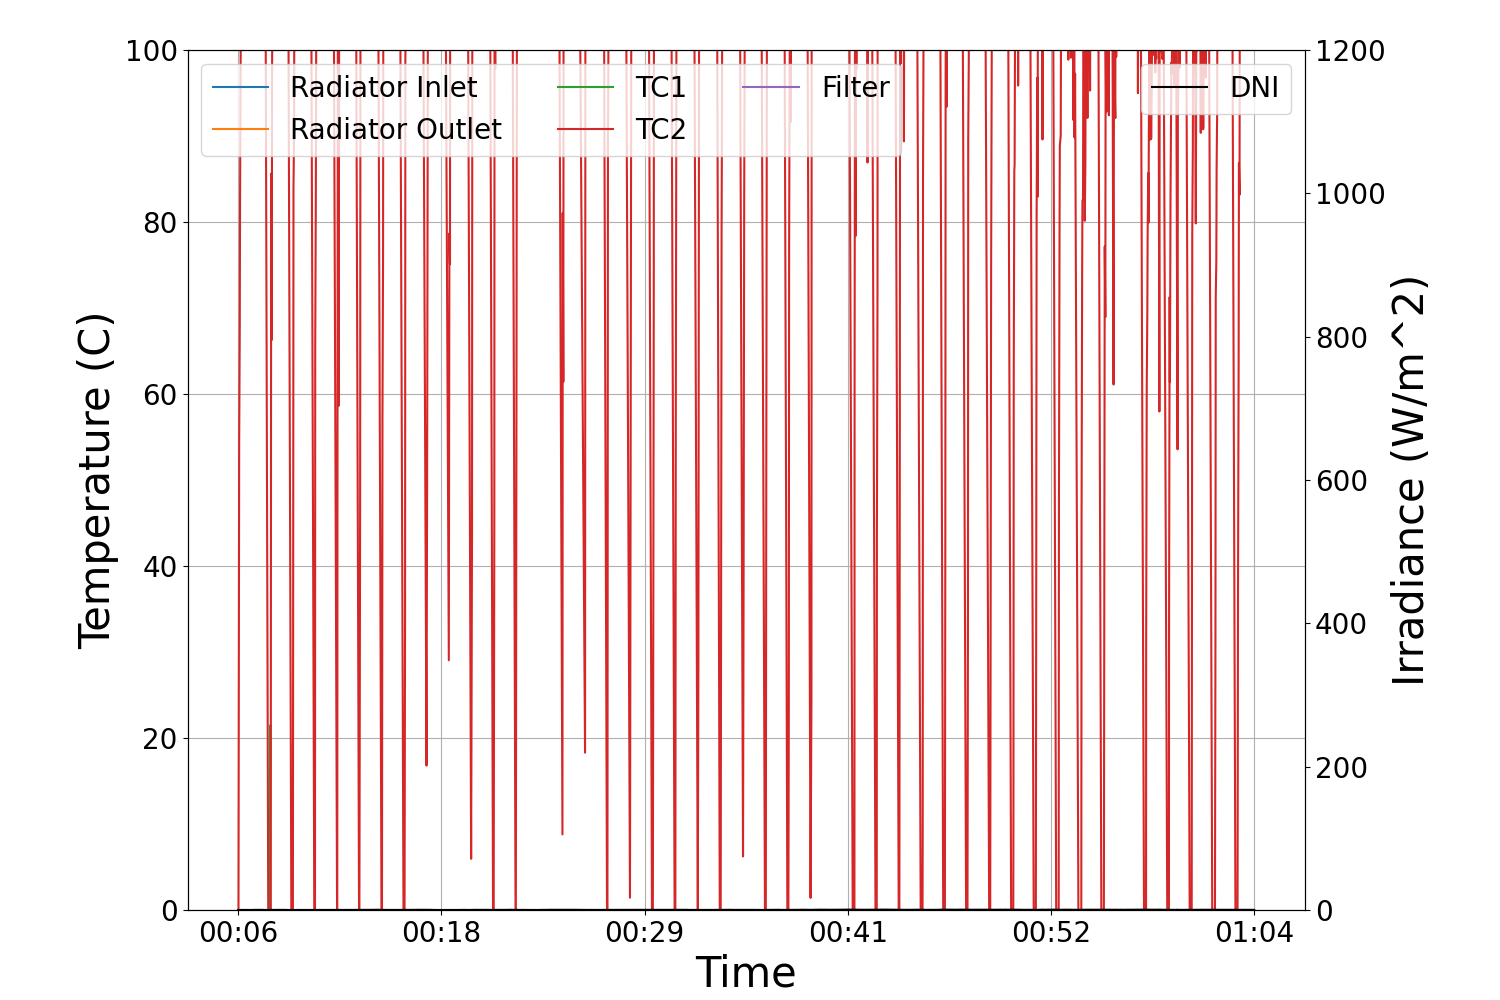 100
80
60
40
20
0
Temperature (C)
Radiator Inlet
Radiator Outlet
TC1
TC2
Filter
DNI
1200
1000
800
600
400
200
0
Irradiance (W/m^2)
00:06 00:18 00:29 00:41 00:52 01:04
Time